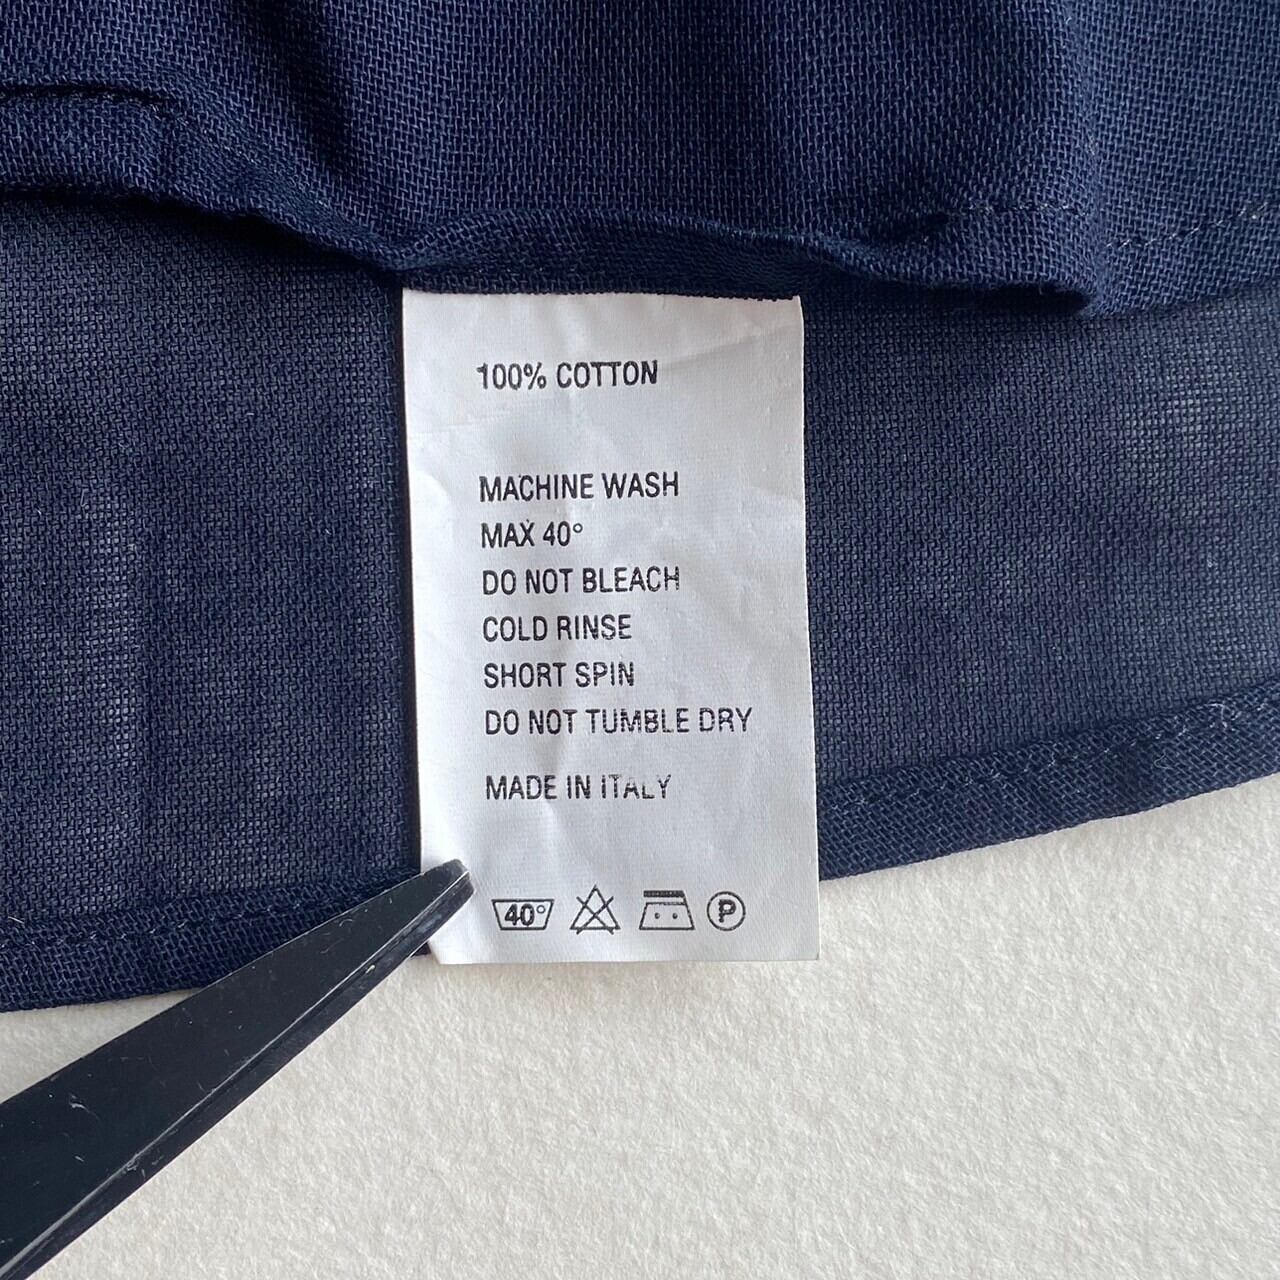 100% COTTON
MACHINE WASH
MAX 40°
DO NOT BLEACH
COLD RINSE
SHORT SPIN
DO NOT TUMBLE DRY
MADE IN ITALY
40° P